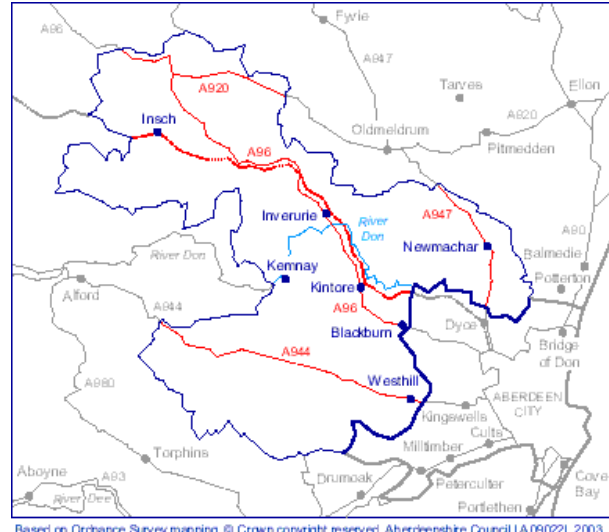 A96
Fyvie
A947
Tarves
Ellon
A920
A920
Insch
Oldmeldrum
Pitmedden
A96
Inverurie
River
Don
A947
A90
Newmachar
Balmedie
River Don
Kemnay
Potterton
Alford
Kintore
A944
A96
Dyce
Blackburn
Bridge
of Don
A944
A980
Westhill
ABERDEEN
CITY
Kingswells
Cults
Torphins
Milltimber
Aboyne
A93
Drumoak
Peterculter
Cove
Bay
River Dee
Portlethen
Based on Ordnance Survey mapping. © Crown copyright reserved. Aberdeenshire Council LA09022L 2003.